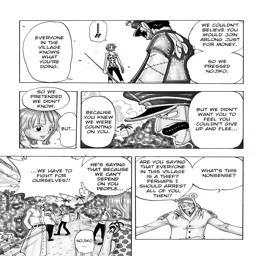 WE COULDN'T
BELIEVE YOU
WOULD JOIN
ARLONG JUST
FOR MONEY.
SO WE
PRESSED
NOJIKO.
EVERYONE
IN THE
VILLAGE
KNOWS
WHAT
YOU'RE
DOING.
BUT WE DIDN'T
WANT YOU TO
FEEL YOU
COULDN'T GIVE
UP AND FLEE...
BECAUSE
YOU KNEW
WE WERE
COUNTING
ON YOU.
SO WE
PRETENDED
WE DIDN'T
KNOW.
BUT...
WHAT'S THIS
NONSENSE?
ARE YOU SAYING
THAT EVERYONE
IN THIS VILLAGE
IS A THIEF? PERHAPS
I SHOULD ARREST
ALL OF YOU,
THEN!!
HE'S SAYING
THAT BECAUSE
WE CAN'T
DEPEND
ON YOU
PEOPLE...
...WE HAVE TO
FIGHT FOR
OURSELVES!!
NOJIKO...